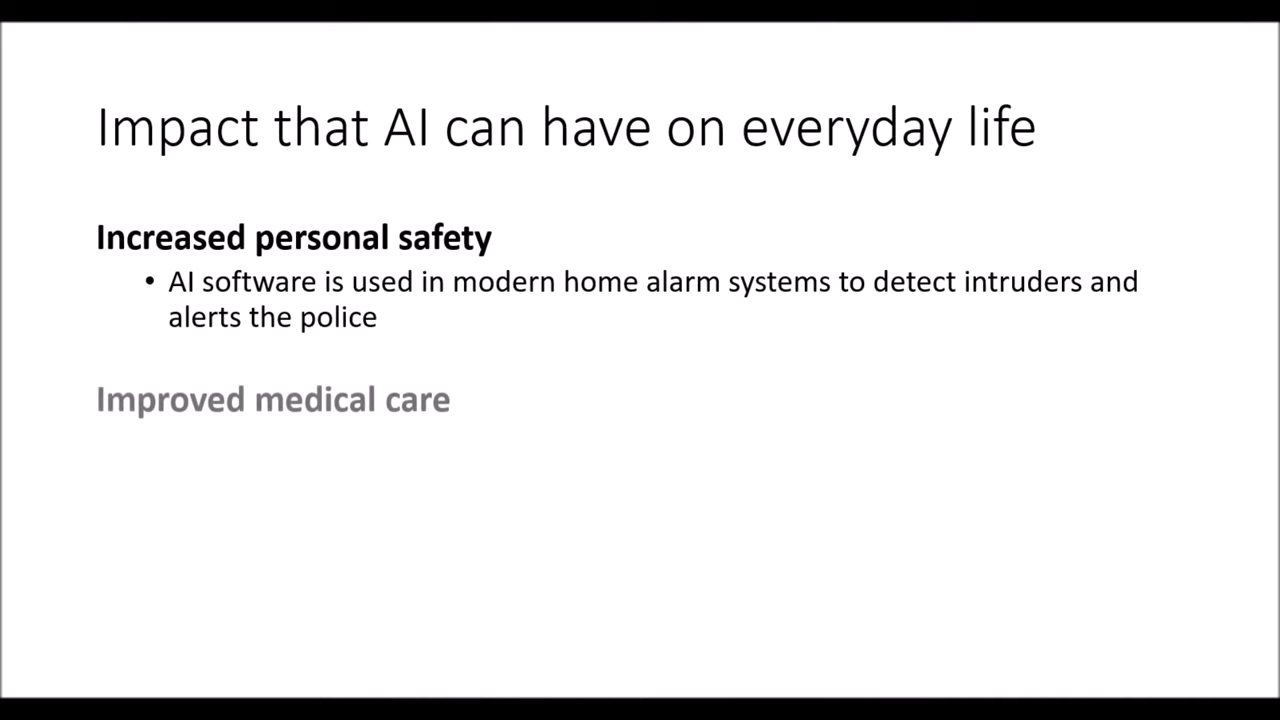 Impact that AI can have on everyday life
Increased personal safety
• AI software is used in modern home alarm systems to detect intruders and
alerts the police
Improved medical care